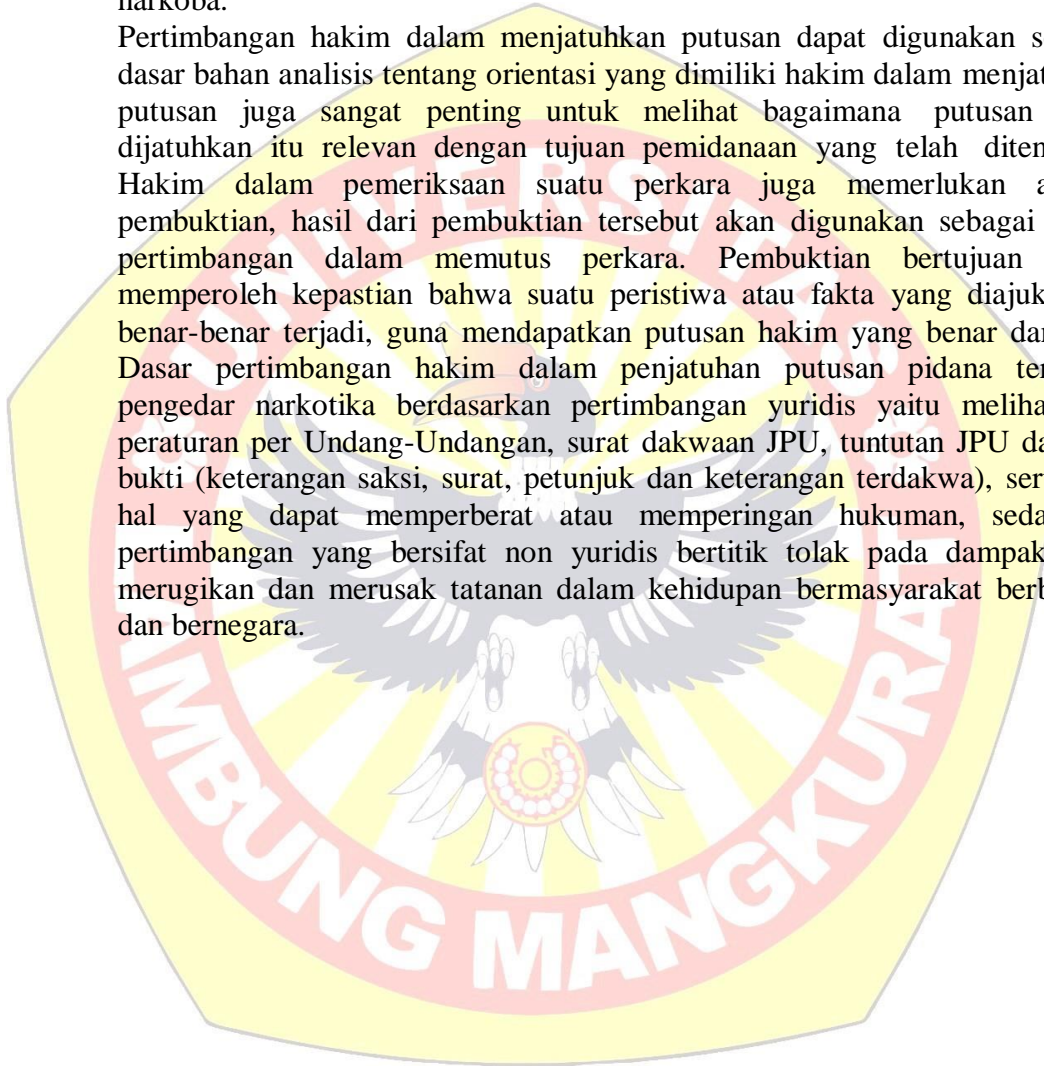 narkoba.
Pertimbangan hakim dalam menjatuhkan putusan dapat digunakan s
dasar bahan analisis tentang orientasi yang dimiliki hakim dalam menjat
putusan juga sangat penting untuk melihat bagaimana putusan
dijatuhkan itu relevan dengan tujuan pemidanaan yang telah diten
Hakim dalam pemeriksaan suatu perkara juga memerlukan a
pembuktian, hasil dari pembuktian tersebut akan digunakan sebagai
pertimbangan dalam memutus perkara. Pembuktian bertujuan
memperoleh kepastian bahwa suatu peristiwa atau fakta yang diajuk
benar-benar terjadi, guna mendapatkan putusan hakim yang benar dar
Dasar pertimbangan hakim dalam penjatuhan putusan pidana ter
pengedar narkotika berdasarkan pertimbangan yuridis yaitu meliha
peraturan per Undang-Undangan, surat dakwaan JPU, tuntutan JPU da
bukti (keterangan saksi, surat, petunjuk dan keterangan terdakwa), ser
hal yang dapat memperberat atau memperingan hukuman, seda
pertimbangan yang bersifat non yuridis bertitik tolak pada dampak
merugikan dan merusak tatanan dalam kehidupan bermasyarakat berb
dan bernegara.
UNIVERSITAS
LAMBUNG MANGKURAT